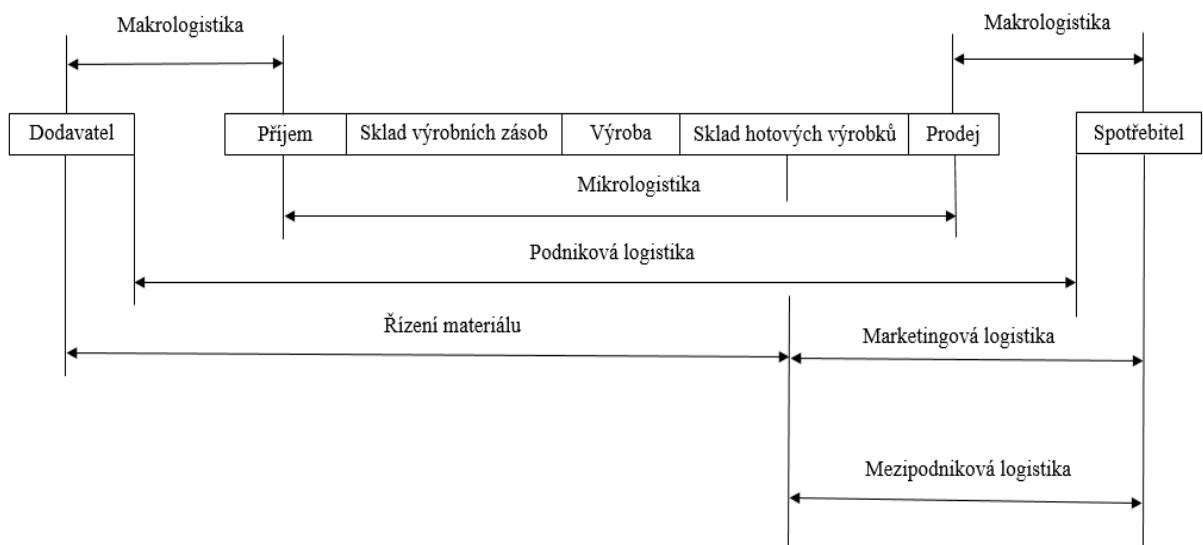 Makrologistika
Makrologistika
Dodavatel
Příjem
Sklad výrobních zásob
Výroba
Sklad hotových výrobků
Prodej
Spotřebitel
Mikrologistika
Podniková logistika
Řízení materiálu
Marketingová logistika
Mezipodniková logistika